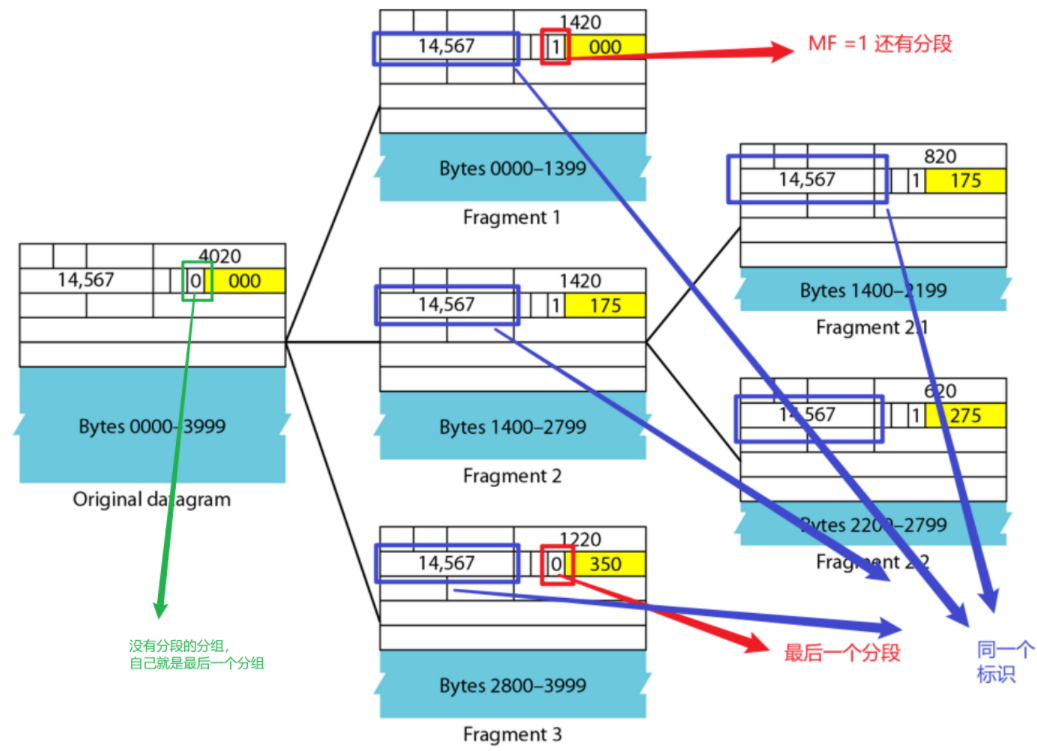 1420
14,567 1 000
Bytes 0000–1399
Fragment 1
MF =1 还有分段
4020
14,567 0 000
Bytes 0000–3999
Original datagram
没有分段的分组,
自己就是最后一个分组
1420
14,567 1 175
Bytes 1400–2799
Fragment 2
820
14,567 1 175
Bytes 1400–2199
Fragment 2.1
620
14,567 1 275
Bytes 2200–2799
Fragment 2.2
1220
14,567 0 350
Bytes 2800–3999
Fragment 3
最后一个分段
同一个
标识